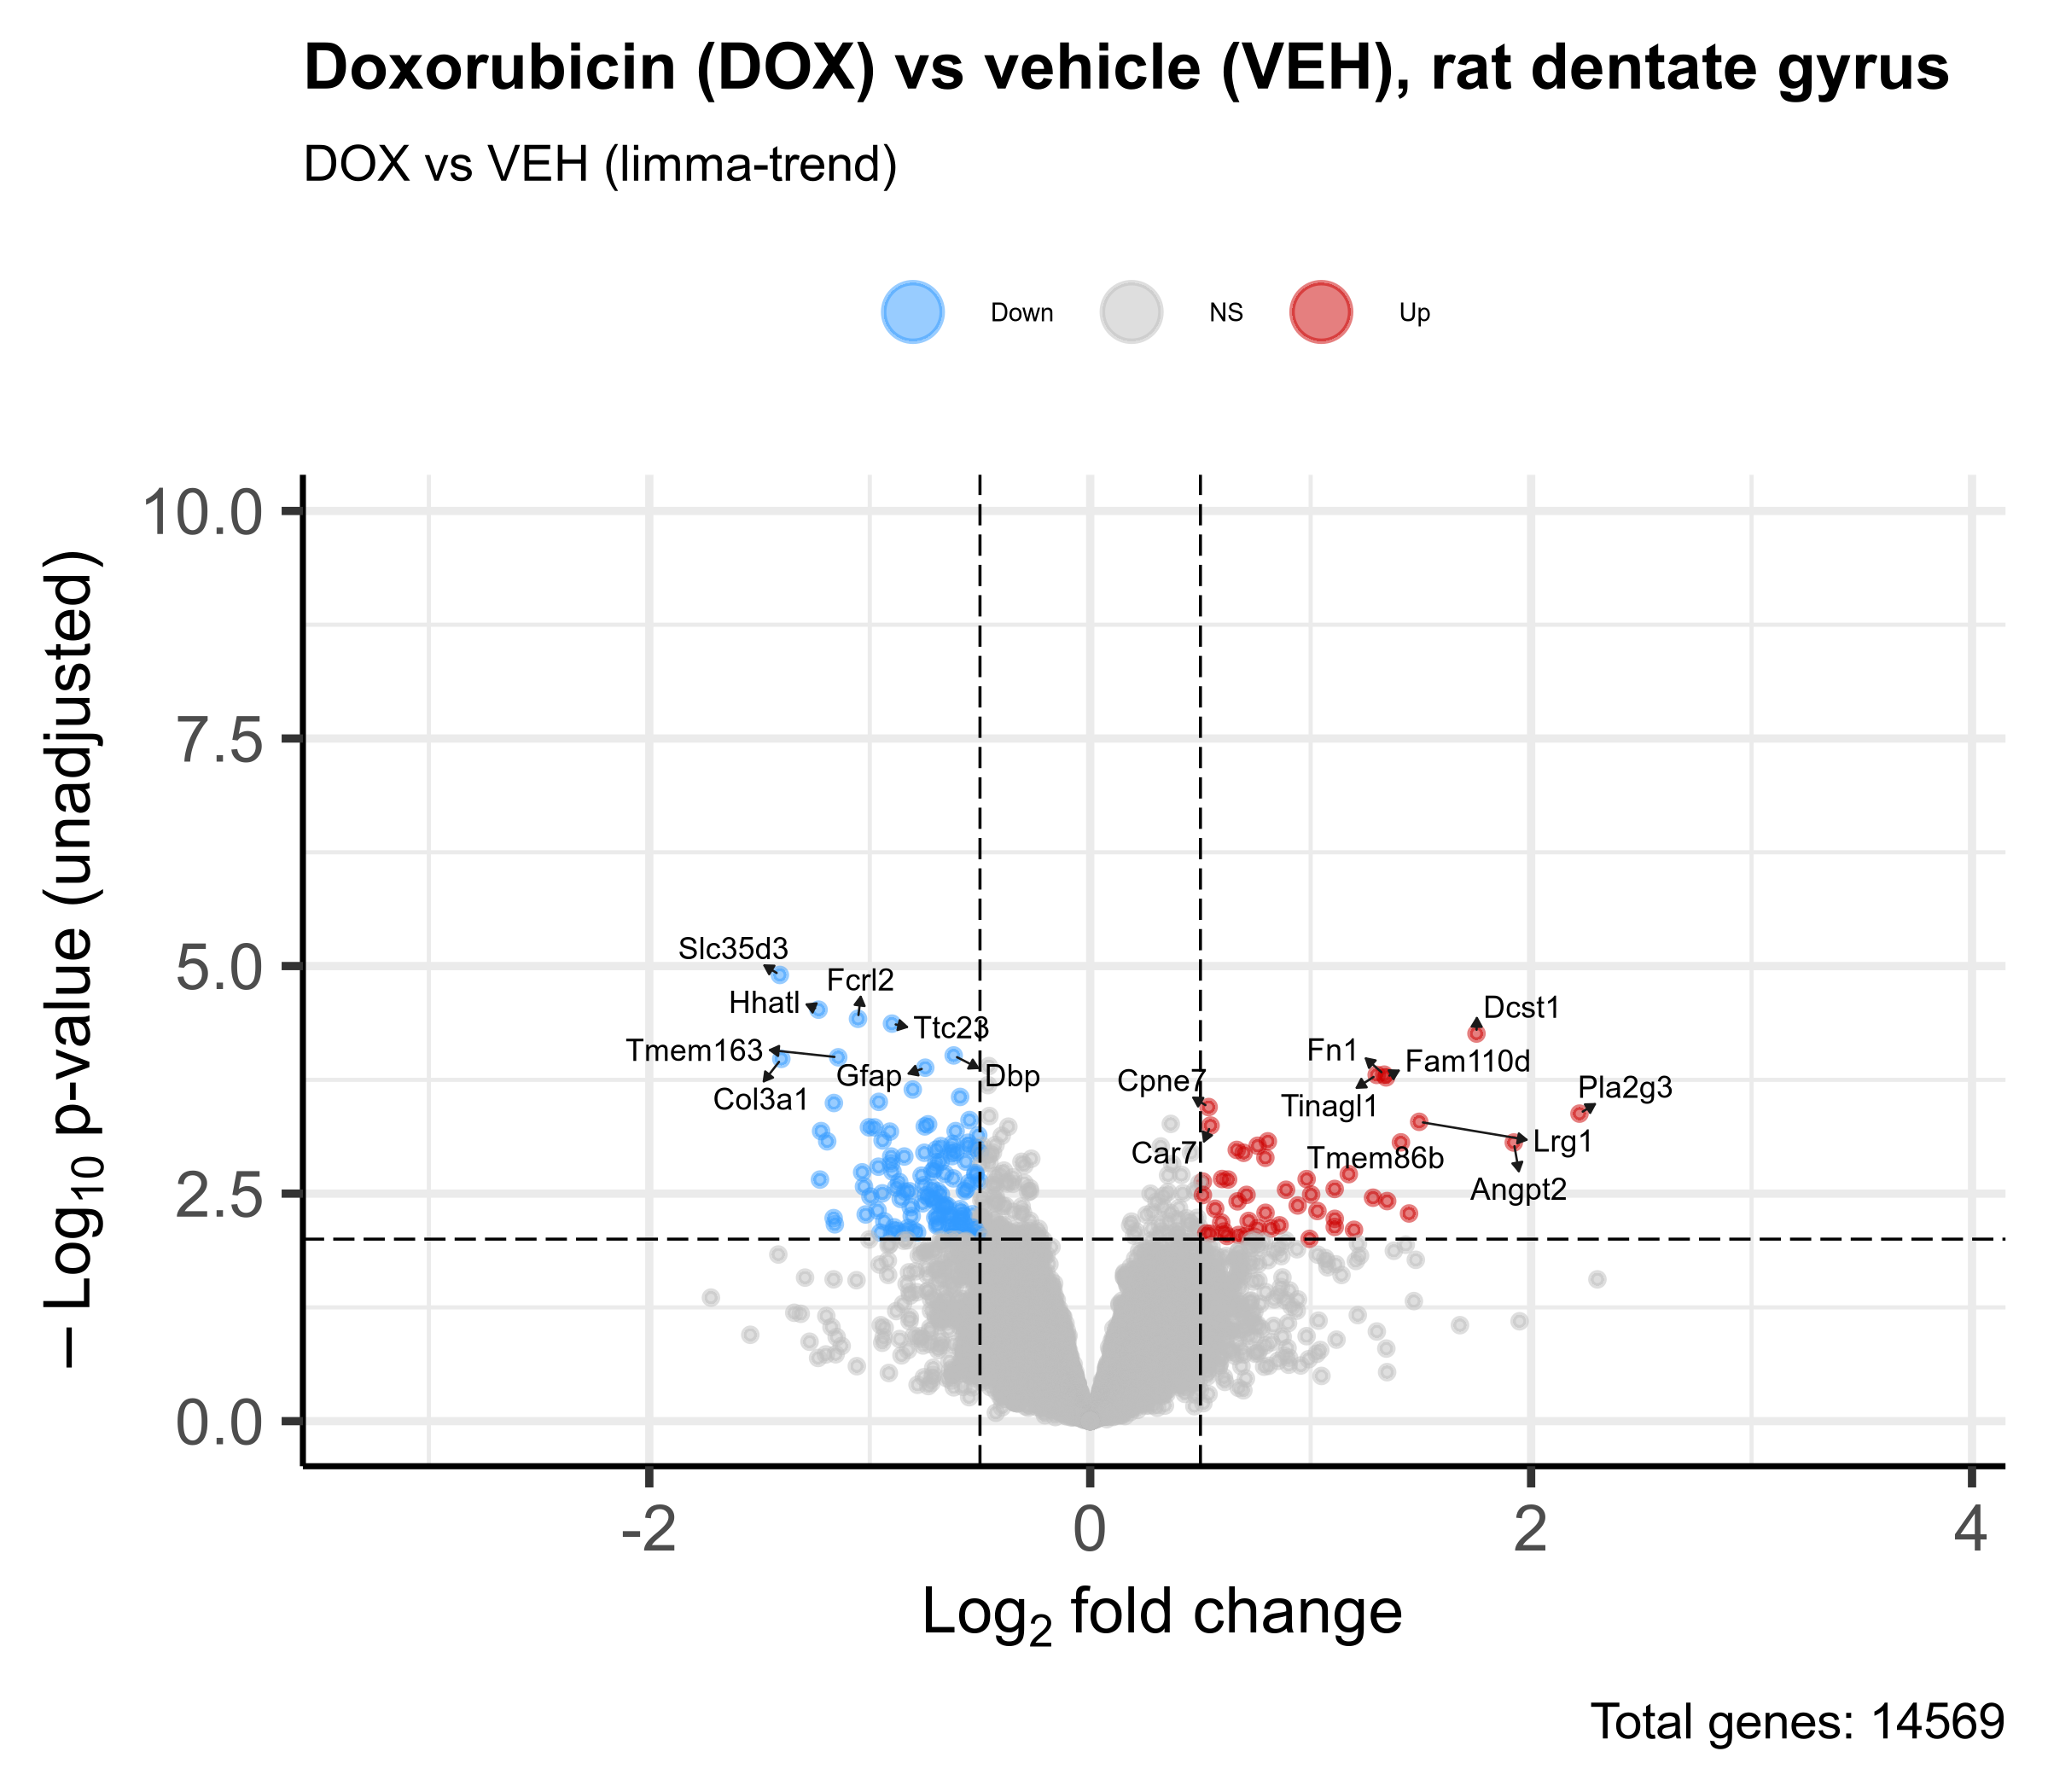 Doxorubicin (DOX) vs vehicle (VEH), rat dentate gyrus
DOX vs VEH (limma-trend)
Down
NS
Up
− Log10 p-value (unadjusted)
10.0
7.5
5.0
2.5
0.0
Slc35d3
Fcrl2
Hhatl
Ttc23
Tmem163
Gfap
Dbp
Col3a1
Cpne7
Car7
Dcst1
Fn1
Fam110d
Tinagl1
Pla2g3
Lrg1
Tmem86b
Angpt2
-2
0
2
4
Log2 fold change
Total genes: 14569